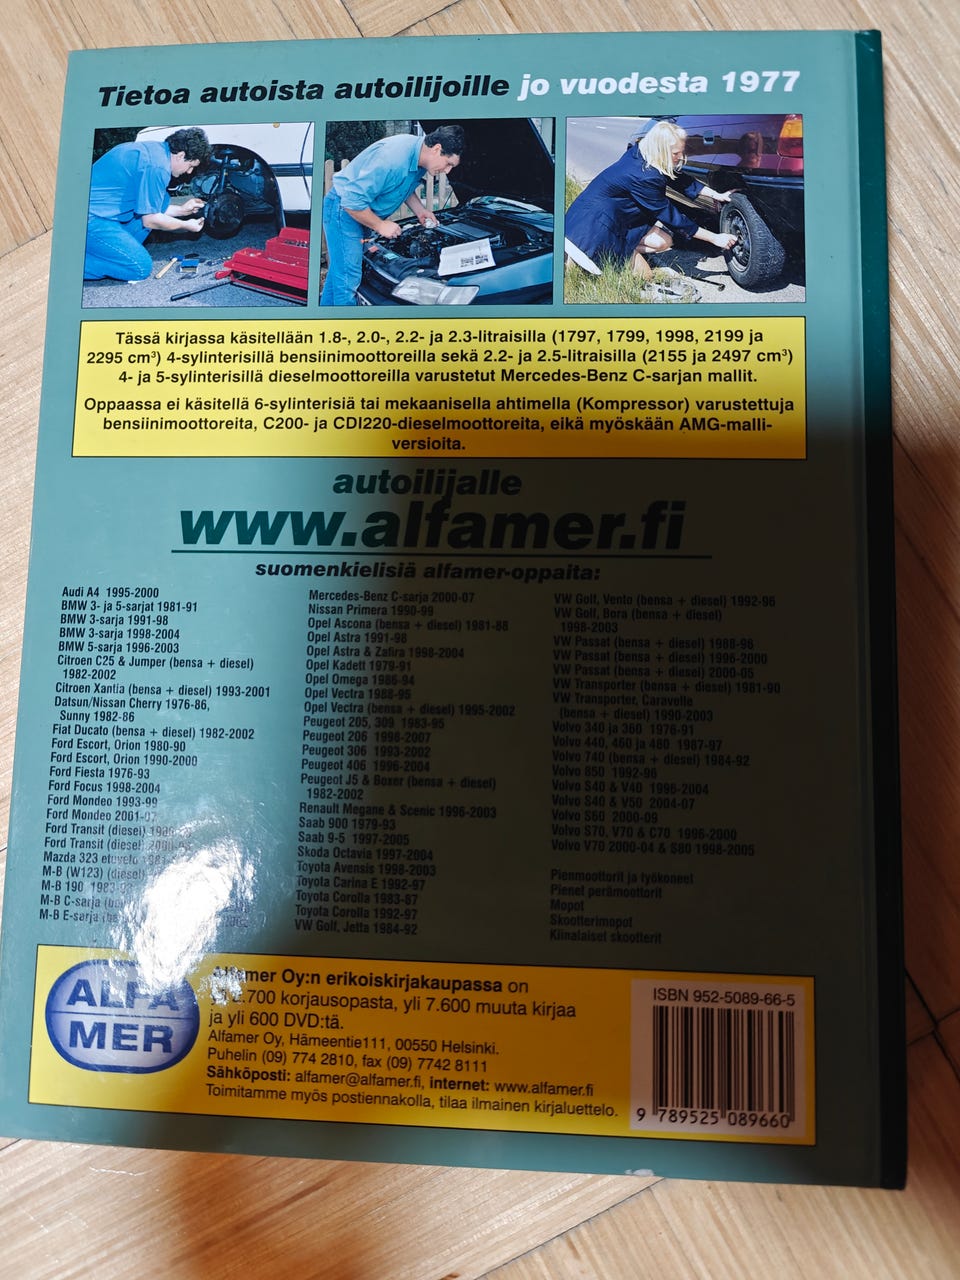 Tietoa autoista autoilijoille jo vuodesta 1977
Tässä kirjassa käsitellään 1.8-, 2.0-, 2.2- ja 2.3-litraisilla (1797, 1799, 1998, 2199 ja
2295 cm³) 4-sylinterisillä bensiinimoottoreilla sekä 2.2- ja 2.5-litraisilla (2155 ja 2497 cm³)
4- ja 5-sylinterisillä dieselmoottoreilla varustetut Mercedes-Benz C-sarjan mallit.
Oppaassa ei käsitellä 6-sylinterisiä tai mekaanisella ahtimella (Kompressor) varustettuja
bensiinimoottoreita, C200- ja CDI220-dieselmoottoreita, eikä myöskään AMG-malli-
versioita.
autoilijalle
www.alfamer.fi
suomenkielisiä alfamer-oppaita:
Audi A4 1995-2000
BMW 3- ja 5-sarjat 1981-91
BMW 3-sarja 1991-98
BMW 3-sarja 1998-2004
BMW 5-sarja 1996-2003
Citroen C25 & Jumper (bensa + diesel)
1982-2002
Citroen Xantia (bensa + diesel) 1993-2001
Datsun/Nissan Cherry 1976-86,
Sunny 1982-86
Fiat Ducato (bensa + diesel) 1982-2002
Ford Escort, Orion 1980-90
Ford Escort, Orion 1990-2000
Ford Fiesta 1976-93
Ford Focus 1998-2004
Ford Mondeo 1993-99
Ford Mondeo 2001-07
Ford Transit (diesel)
Ford Transit (diesel)
Mazda 323 etuveto
M-B (W123) (diesel)
M-B 190
M-B C-sarja
M-B E-sarja
Mercedes-Benz C-sarja 2000-07
Nissan Primera 1990-99
Opel Ascona (bensa + diesel) 1981-88
Opel Astra 1991-98
Opel Astra & Zafira 1998-2004
Opel Kadett 1979-91
Opel Omega 1986-94
Opel Vectra 1988-95
Opel Vectra (bensa + diesel) 1995-2002
Peugeot 205, 309 1983-95
Peugeot 206 1998-2007
Peugeot 306 1993-2002
Peugeot 406 1996-2004
Peugeot J5 & Boxer (bensa + diesel)
1982-2002
Renault Megane & Scenic 1996-2003
Saab 900 1979-93
Saab 9-5 1997-2005
Skoda Octavia 1997-2004
Toyota Avensis 1998-2003
Toyota Carina E 1992-97
Toyota Corolla 1983-87
Toyota Corolla 1992-97
VW Golf, Jetta 1984-92
VW Golf, Vento (bensa + diesel) 1992-96
VW Golf, Bora (bensa + diesel)
1998-2003
VW Passat (bensa + diesel) 1988-96
VW Passat (bensa + diesel) 1996-2000
VW Passat (bensa + diesel) 2000-05
VW Transporter (bensa + diesel) 1981-90
VW Transporter, Caravelle
(bensa + diesel) 1990-2003
Volvo 340 ja 360 1976-91
Volvo 440, 460 ja 480 1987-97
Volvo 740 (bensa + diesel) 1984-92
Volvo 850 1992-96
Volvo S40 & V40 1996-2004
Volvo S40 & V50 2004-07
Volvo S60 2000-09
Volvo S70, V70 & C70 1996-2000
Volvo V70 2000-04 & S80 1998-2005
Pienmoottorit ja työkoneet
Pienet perämoottorit
Mopot
Skootterimopot
Kiinalaiset skootterit
ALFA
MER
Alfamer Oy:n erikoiskirjakaupassa on
yli 2.700 korjausopasta, yli 7.600 muuta kirjaa
ja yli 600 DVD:tä.
Alfamer Oy, Hämeentie111, 00550 Helsinki.
Puhelin (09) 774 2810, fax (09) 7742 8111
Sähköposti: alfamer@alfamer.fi, internet: www.alfamer.fi
Toimitamme myös postiennakolla, tilaa ilmainen kirjaluettelo.
ISBN 952-5089-66-5
9 789525 089660